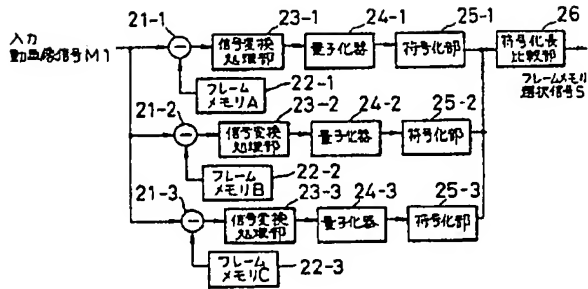 21-1
23-1
24-1
25-1
26
入力
動画像信号M1
信号変換
処理部
量子化器
符号化部
符号化長
比較部
フレーム
メモリA
22-1
フレームメモリ
選択信号S
21-2
23-2
24-2
25-2
信号変換
処理部
量子化器
符号化部
フレーム
メモリB
22-2
21-3
23-3
24-3
25-3
信号変換
処理部
量子化器
符号化部
フレーム
メモリC
22-3